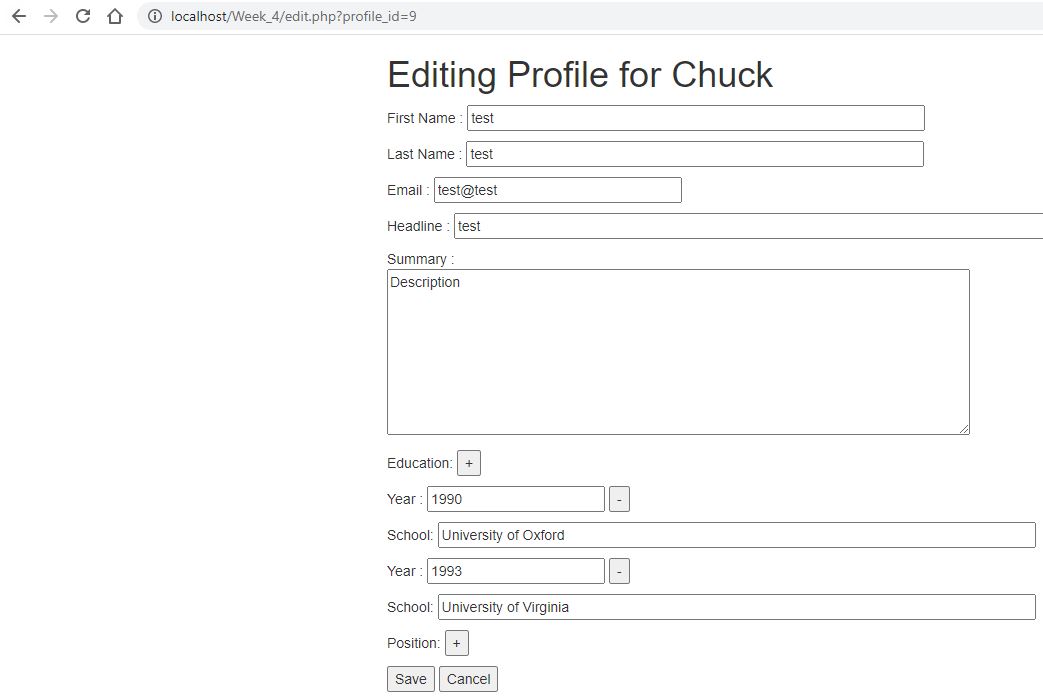 localhost/Week_4/edit.php?profile_id=9
Editing Profile for Chuck
First Name : test
Last Name : test
Email : test@test
Headline : test
Summary :
Description
Education: +
Year : 1990 -
School: University of Oxford
Year : 1993 -
School: University of Virginia
Position: +
Save Cancel